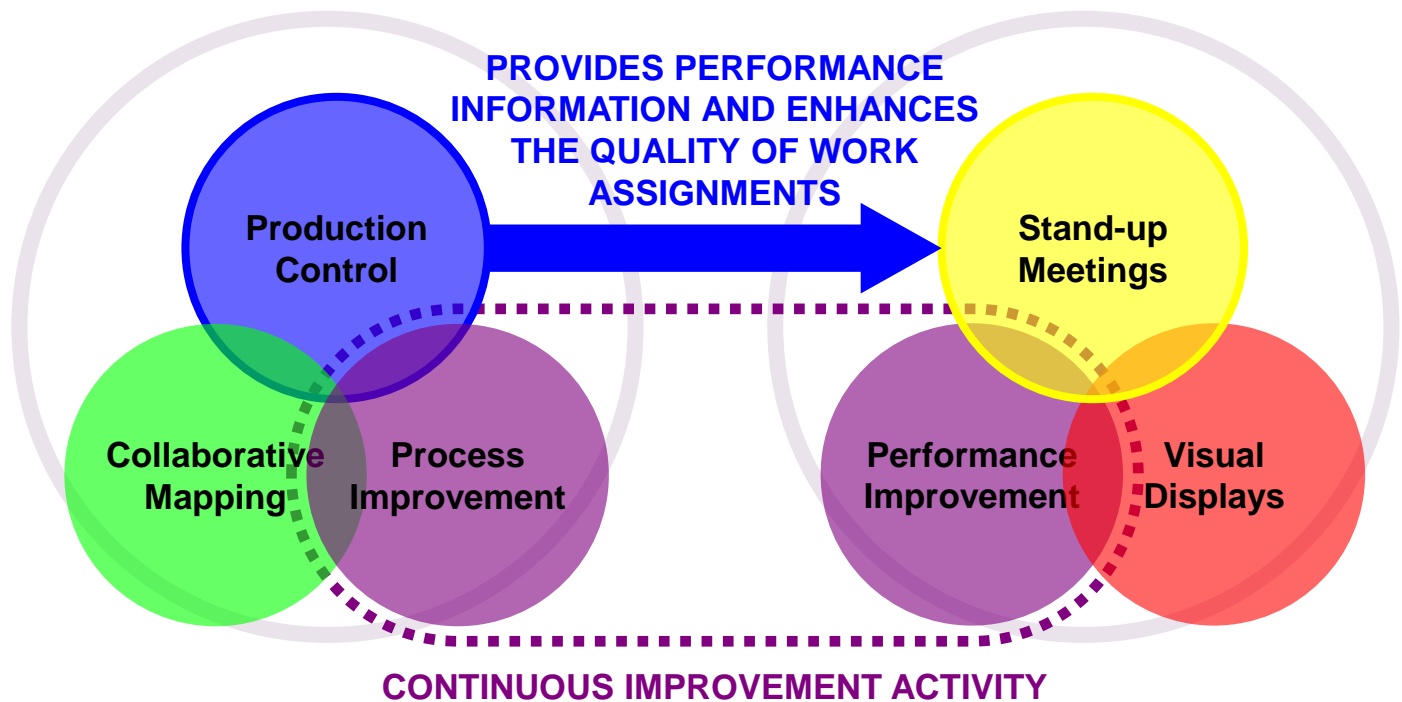 PROVIDES PERFORMANCE
INFORMATION AND ENHANCES
THE QUALITY OF WORK
ASSIGNMENTS
Production
Control
Stand-up
Meetings
Collaborative
Mapping
Process
Improvement
Performance
Improvement
Visual
Displays
CONTINUOUS IMPROVEMENT ACTIVITY